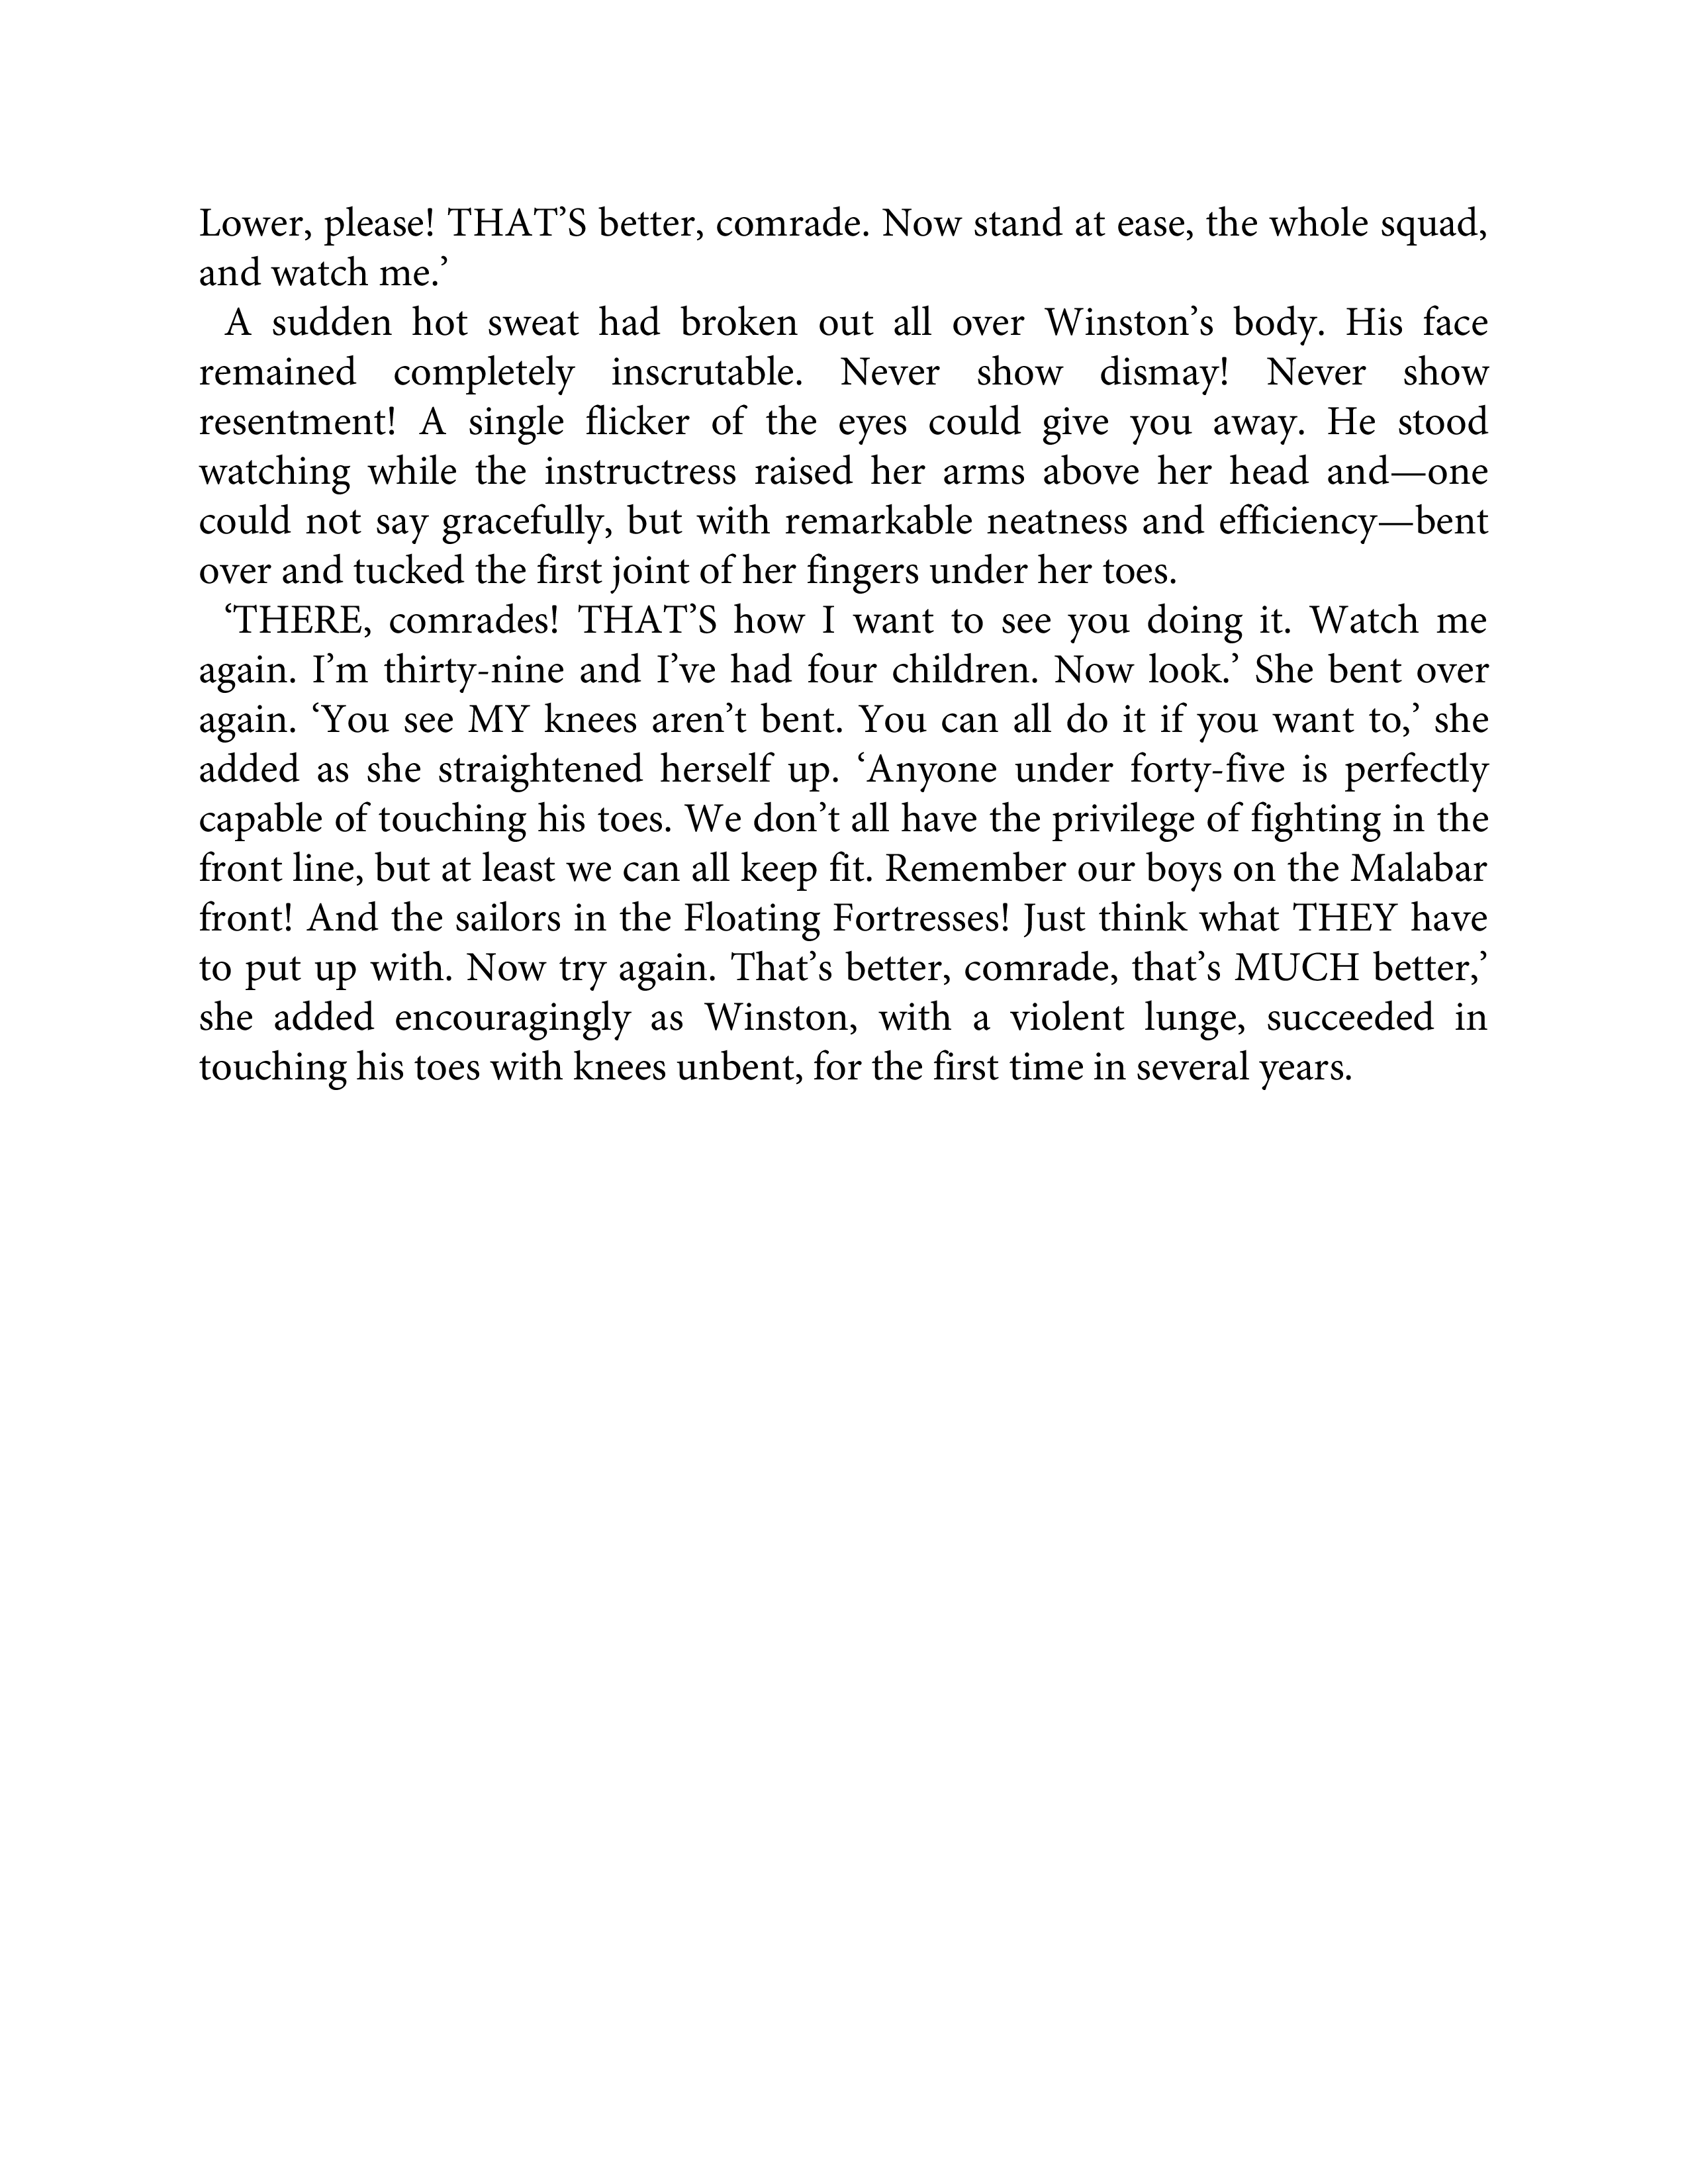 Lower, please! THAT’S better, comrade. Now stand at ease, the whole squad,
and watch me.’
A sudden hot sweat had broken out all over Winston’s body. His face
remained completely inscrutable. Never show dismay! Never show
resentment! A single flicker of the eyes could give you away. He stood
watching while the instructress raised her arms above her head and—one
could not say gracefully, but with remarkable neatness and efficiency—bent
over and tucked the first joint of her fingers under her toes.
‘THERE, comrades! THAT’S how I want to see you doing it. Watch me
again. I’m thirty-nine and I’ve had four children. Now look.’ She bent over
again. ‘You see MY knees aren’t bent. You can all do it if you want to,’ she
added as she straightened herself up. ‘Anyone under forty-five is perfectly
capable of touching his toes. We don’t all have the privilege of fighting in the
front line, but at least we can all keep fit. Remember our boys on the Malabar
front! And the sailors in the Floating Fortresses! Just think what THEY have
to put up with. Now try again. That’s better, comrade, that’s MUCH better,’
she added encouragingly as Winston, with a violent lunge, succeeded in
touching his toes with knees unbent, for the first time in several years.